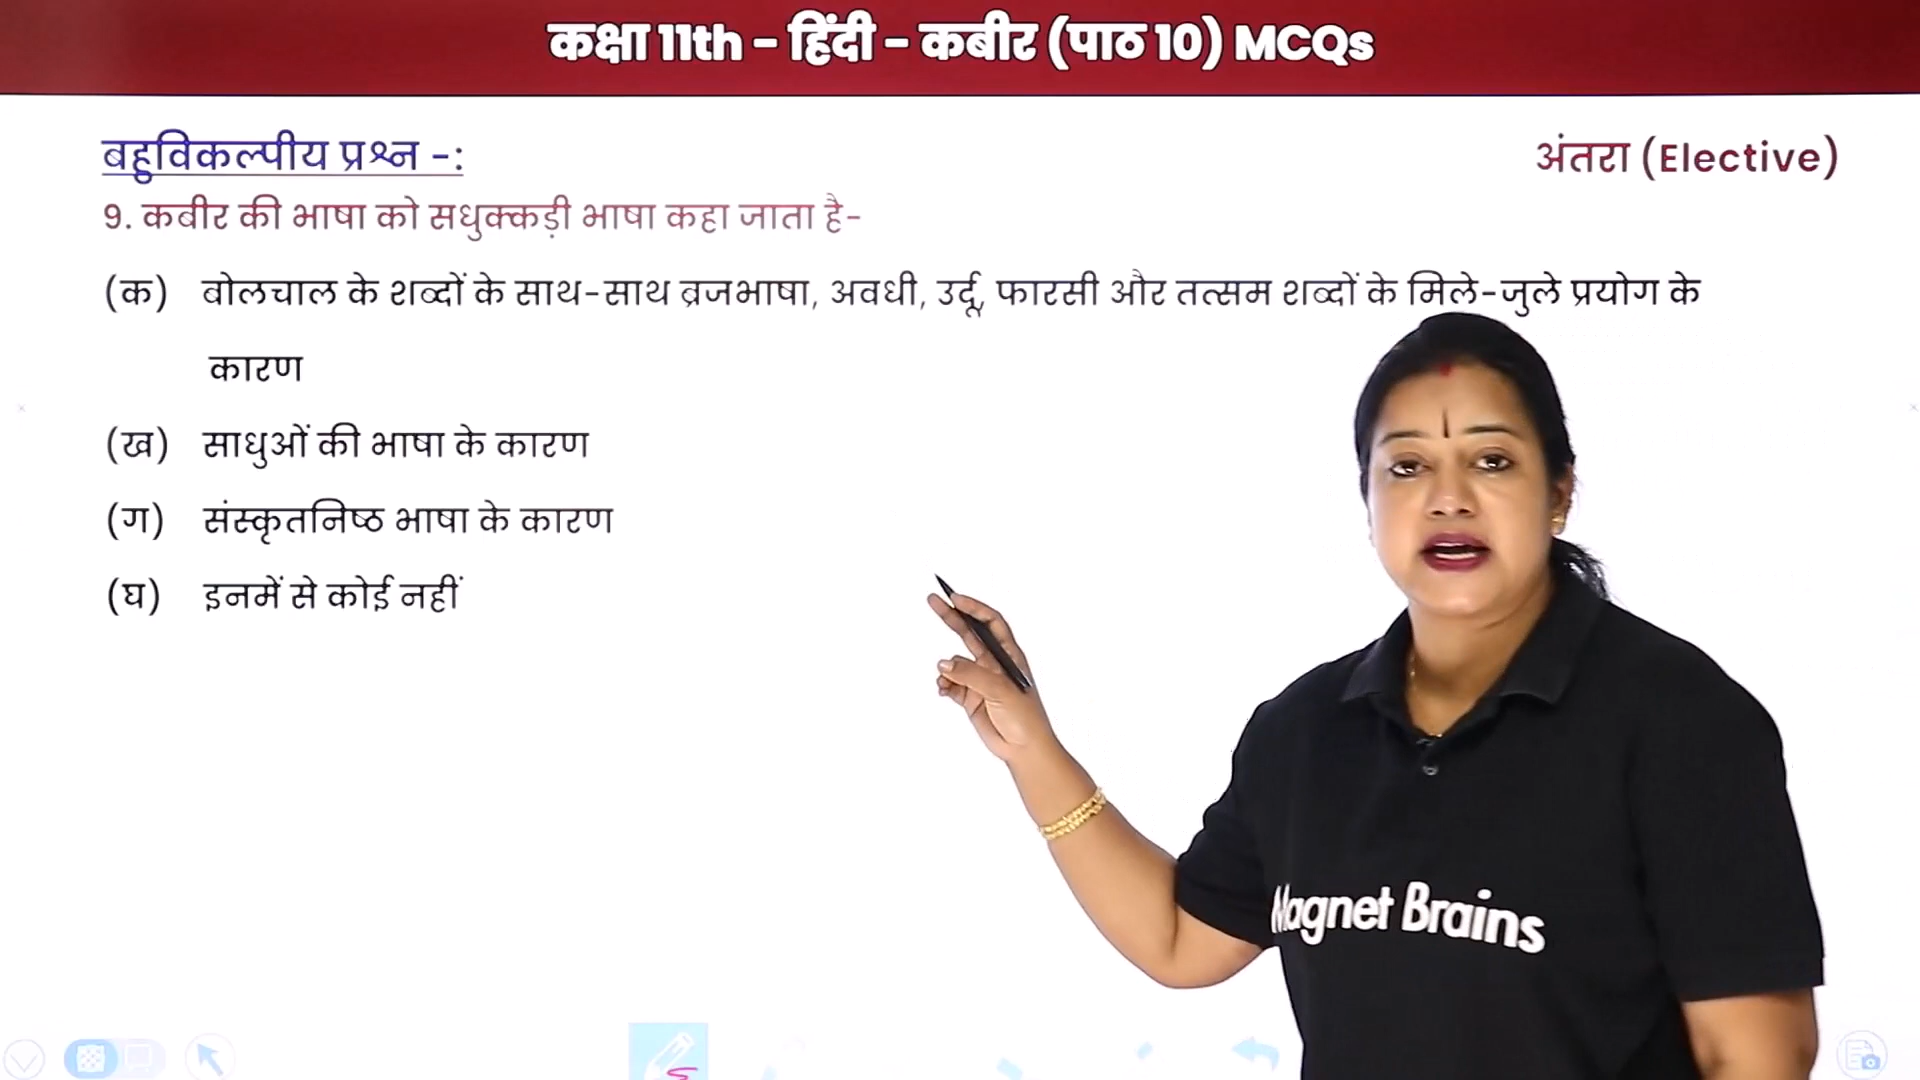 कक्षा 11th - हिंदी - कबीर (पाठ 10) MCQs
बहुविकल्पीय प्रश्न -:
अंतरा (Elective)
9. कबीर की भाषा को सधुक्कड़ी भाषा कहा जाता है-
(क) बोलचाल के शब्दों के साथ-साथ ब्रजभाषा, अवधी, उर्दू, फारसी और तत्सम शब्दों के मिले-जुले प्रयोग के
कारण
(ख) साधुओं की भाषा के कारण
(ग) संस्कृतनिष्ठ भाषा के कारण
(घ) इनमें से कोई नहीं
Magnet Brains